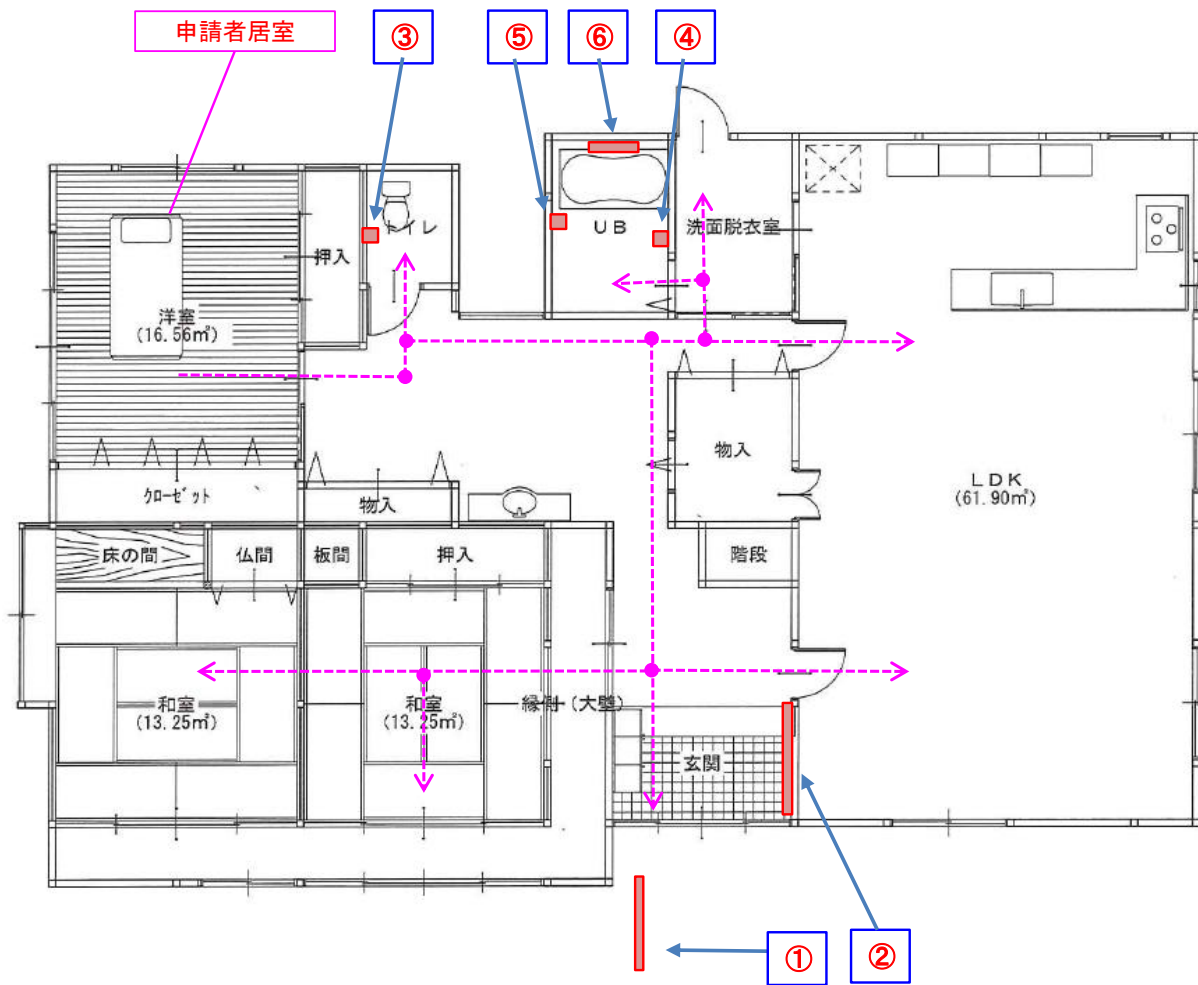 申請者居室
③
⑤
⑥
④
トイレ
UB
洗面脱衣室
押入
洋室
(16.56㎡)
物入
LDK
(61.90㎡)
クローゼット
物入
床の間
仏間
板間
押入
階段
和室
(13.25㎡)
和室
(13.25㎡)
縁側（大壁）
玄関
①
②